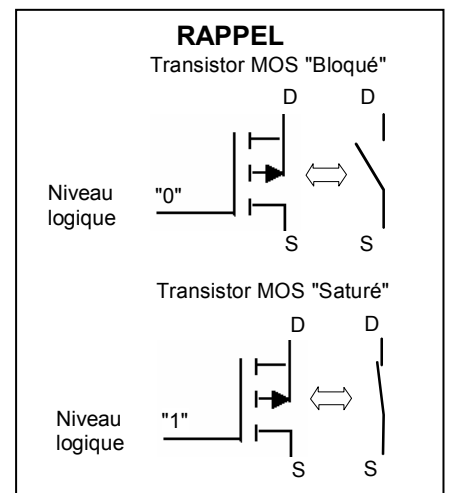 RAPPEL
Transistor MOS "Bloqué"
D D
Niveau
logique "0"
S S
Transistor MOS "Saturé"
D D
Niveau
logique "1"
S S